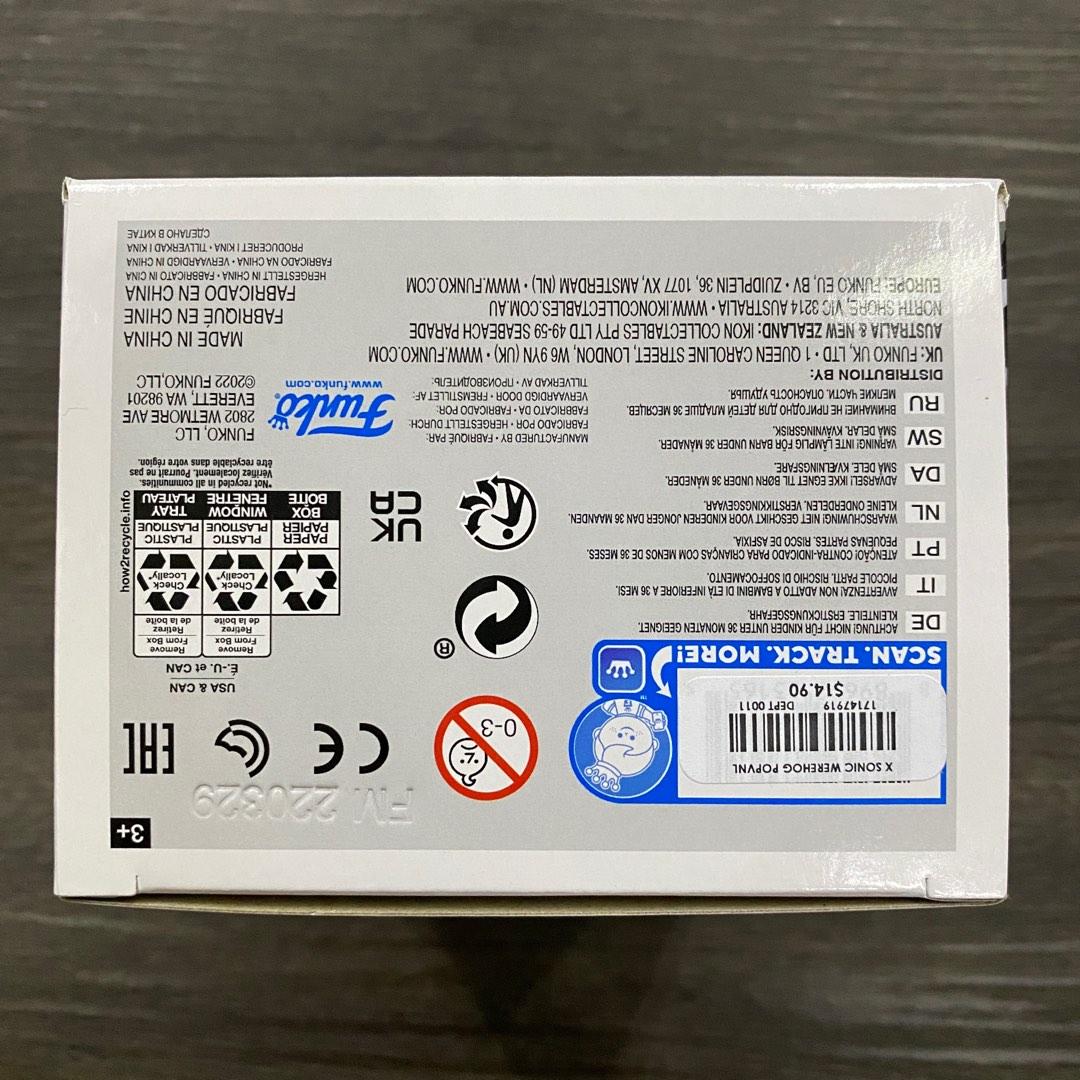 3+
FM 220329
X SONIC WEREHOG POPVNL
17147919 DEPT 0011
$14.90
SCAN. TRACK. MORE!
™
0-3
CE
EAC
USA & CAN
É.-U. et CAN
Remove
From Box
Retirez
de la boîte
Remove
From Box
Retirez
de la boîte
Check
Locally*
Check
Locally*
PAPER
PAPIER
PLASTIC
PLASTIQUE
PLASTIC
PLASTIQUE
BOX
BOÎTE
WINDOW
FENÊTRE
TRAY
PLATEAU
how2recycle.info
*Not recycled in all communities.
Vérifiez localement. Pourrait ne pas
être recyclable dans votre région.
®
UK
CA
DE
ACHTUNG! NICHT FÜR KINDER UNTER 36 MONATEN GEEIGNET.
KLEINTEILE. ERSTICKUNGSGEFAHR.
IT
AVVERTENZA! NON ADATTO A BAMBINI DI ETÀ INFERIORE A 36 MESI.
PICCOLE PARTI. RISCHIO DI SOFFOCAMENTO.
PT
ATENÇÃO! CONTRA-INDICADO PARA CRIANÇAS COM MENOS DE 36 MESES.
PEQUENAS PARTES. RISCO DE ASFIXIA.
NL
WAARSCHUWING! NIET GESCHIKT VOOR KINDEREN JONGER DAN 36 MAANDEN
KLEINE ONDERDELEN. VERSTIKKINGSGEVAAR.
DA
ADVARSEL! IKKE EGNET TIL BØRN UNDER 36 MÅNEDER.
SMÅ DELE. KVÆLNINGSFARE.
SW
VARNING! INTE LÄMPLIG FÖR BARN UNDER 36 MÅNADER.
SMÅ DELAR. KVÄVNINGSRISK.
RU
ВНИМАНИЕ! НЕ ПРИГОДНО ДЛЯ ДЕТЕЙ МЛАДШЕ 36 МЕСЯЦЕВ.
МЕЛКИЕ ЧАСТИ. ОПАСНОСТЬ УДУШЬЯ.
MANUFACTURED BY • FABRIQUÉ PAR:
FABRICADO POR • HERGESTELLT DURCH:
FABBRICATO DA • FABRICADO POR:
VERVAARDIGD DOOR • FREMSTILLET AF:
TILLVERKAD AV • ПРОИЗВОДИТЕЛЬ:
Funko
www.funko.com
FUNKO, LLC
2802 WETMORE AVE
EVERETT, WA 98201
©2022 FUNKO,LLC
DISTRIBUTION BY:
UK: FUNKO UK, LTD • 1 QUEEN CAROLINE STREET, LONDON, W6 9YN (UK) • WWW.FUNKO.COM
AUSTRALIA & NEW ZEALAND: IKON COLLECTABLES PTY LTD 49-59 SEABEACH PARADE
NORTH SHORE, VIC 3214 AUSTRALIA • WWW.IKONCOLLECTABLES.COM.AU
EUROPE: FUNKO EU, BV • ZUIDPLEIN 36, 1077 XV, AMSTERDAM (NL) • WWW.FUNKO.COM
MADE IN CHINA
FABRIQUÉ EN CHINE
FABRICADO EN CHINA
HERGESTELLT IN CHINA • FABBRICATO IN CINA
FABRICADO NA CHINA • VERVAARDIGD IN CHINA
PRODUCERET I KINA • TILLVERKAD I KINA
СДЕЛАНО В КИТАЕ